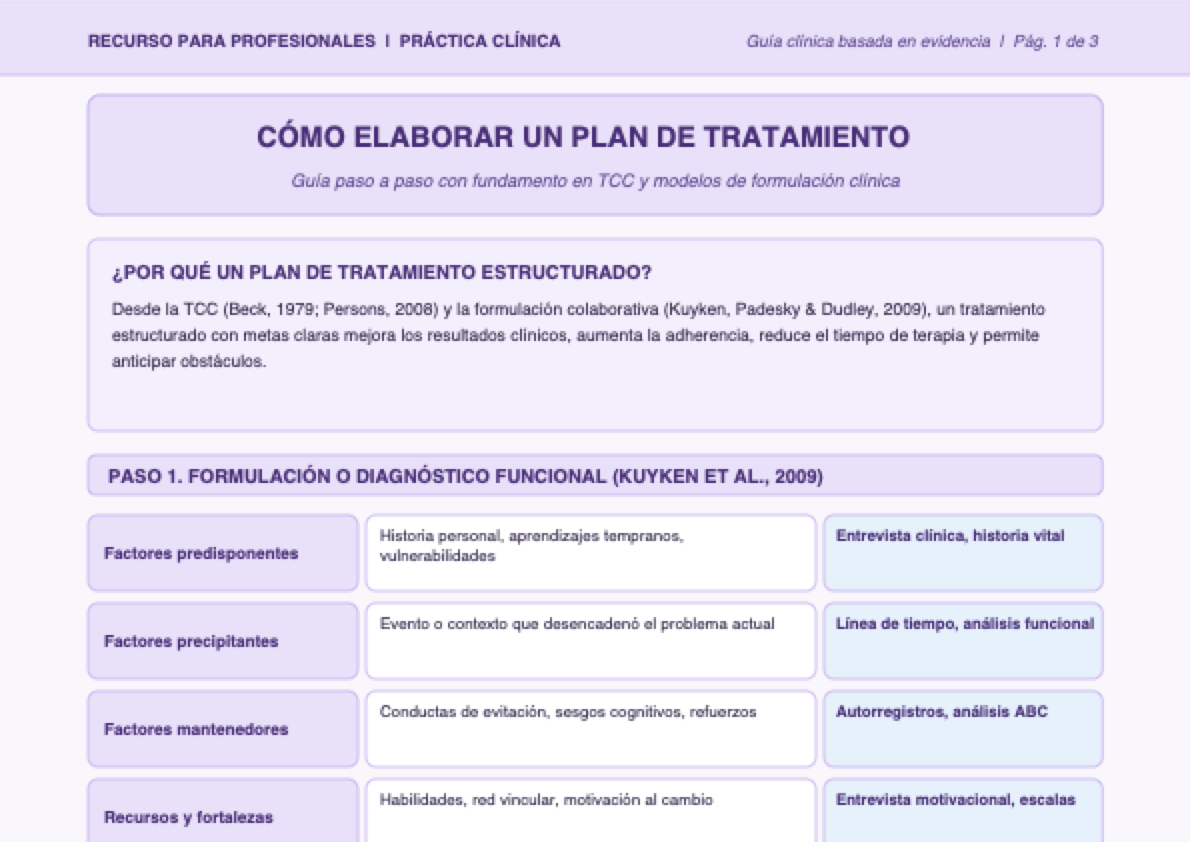 RECURSO PARA PROFESIONALES | PRÁCTICA CLÍNICA
Guía clínica basada en evidencia | Pág. 1 de 3
CÓMO ELABORAR UN PLAN DE TRATAMIENTO
Guía paso a paso con fundamento en TCC y modelos de formulación clínica
¿POR QUÉ UN PLAN DE TRATAMIENTO ESTRUCTURADO?
Desde la TCC (Beck, 1979; Persons, 2008) y la formulación colaborativa (Kuyken, Padesky & Dudley, 2009), un tratamiento
estructurado con metas claras mejora los resultados clínicos, aumenta la adherencia, reduce el tiempo de terapia y permite
anticipar obstáculos.
PASO 1. FORMULACIÓN O DIAGNÓSTICO FUNCIONAL (KUYKEN ET AL., 2009)
Factores predisponentes
Historia personal, aprendizajes tempranos,
vulnerabilidades
Entrevista clínica, historia vital
Factores precipitantes
Evento o contexto que desencadenó el problema actual
Línea de tiempo, análisis funcional
Factores mantenedores
Conductas de evitación, sesgos cognitivos, refuerzos
Autorregistros, análisis ABC
Recursos y fortalezas
Habilidades, red vincular, motivación al cambio
Entrevista motivacional, escalas